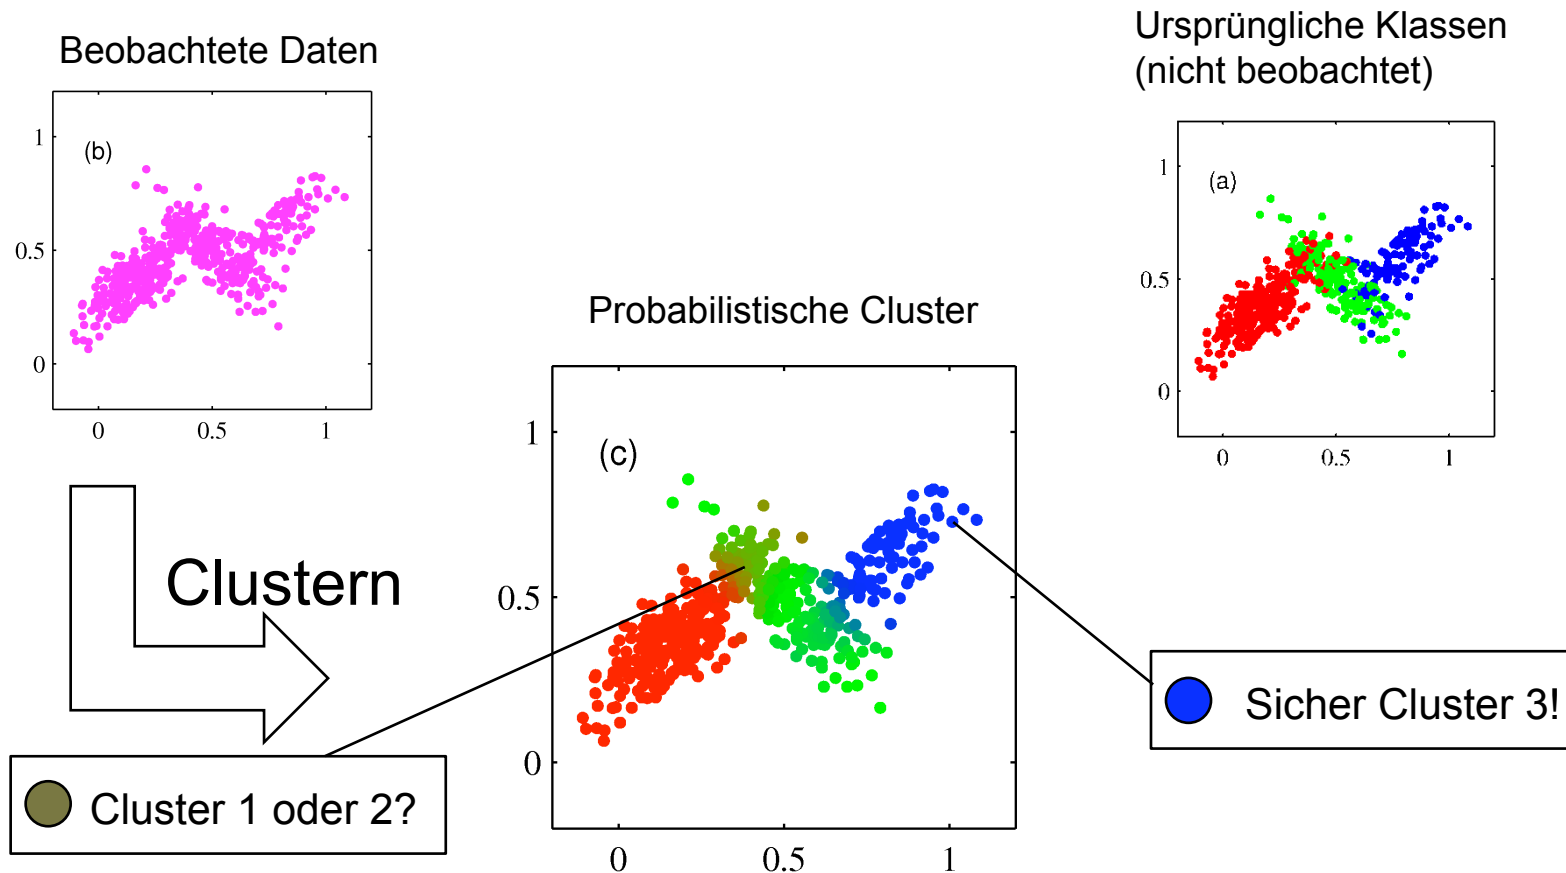 Beobachtete Daten
(b)
1
0.5
0
0 0.5 1
Ursprüngliche Klassen
(nicht beobachtet)
(a)
1
0.5
0
0 0.5 1
Probabilistische Cluster
(c)
1
0.5
0
0 0.5 1
Clustern
Cluster 1 oder 2?
Sicher Cluster 3!